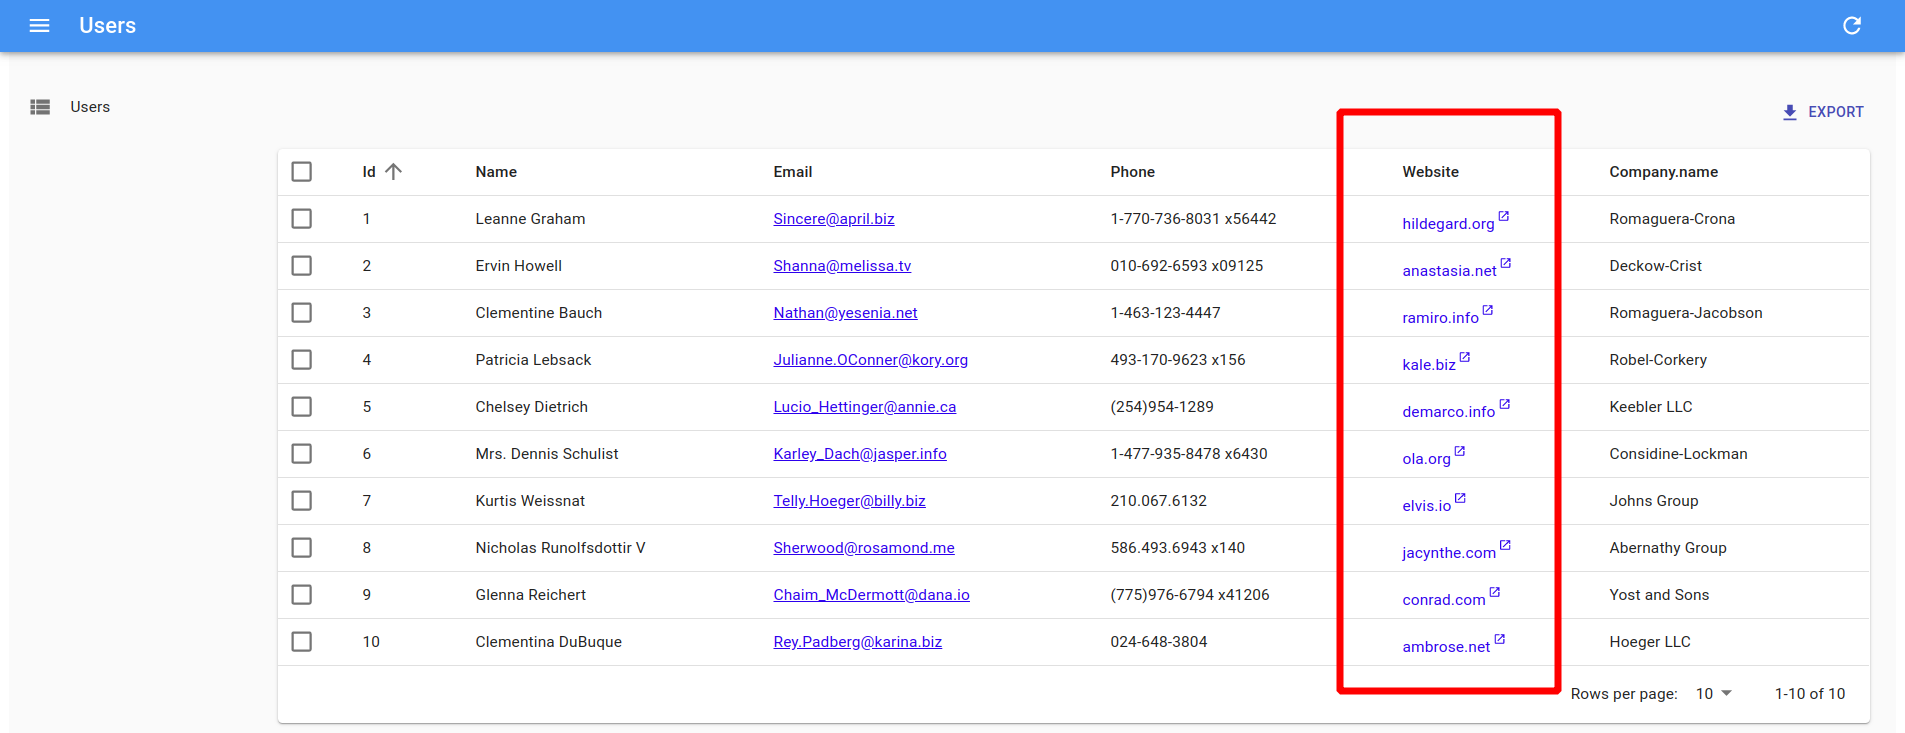 Users
Users
EXPORT
Id Name Email Phone Website Company.name
1 Leanne Graham Sincere@april.biz 1-770-736-8031 x56442 hildegard.org Romaguera-Crona
2 Ervin Howell Shanna@melissa.tv 010-692-6593 x09125 anastasia.net Deckow-Crist
3 Clementine Bauch Nathan@yesenia.net 1-463-123-4447 ramiro.info Romaguera-Jacobson
4 Patricia Lebsack Julianne.OConner@kory.org 493-170-9623 x156 kale.biz Robel-Corkery
5 Chelsey Dietrich Lucio_Hettinger@annie.ca (254)954-1289 demarco.info Keebler LLC
6 Mrs. Dennis Schulist Karley_Dach@jasper.info 1-477-935-8478 x6430 ola.org Considine-Lockman
7 Kurtis Weissnat Telly.Hoeger@billy.biz 210.067.6132 elvis.io Johns Group
8 Nicholas Runolfsdottir V Sherwood@rosamond.me 586.493.6943 x140 jacynthe.com Abernathy Group
9 Glenna Reichert Chaim_McDermott@dana.io (775)976-6794 x41206 conrad.com Yost and Sons
10 Clementina DuBuque Rey.Padberg@karina.biz 024-648-3804 ambrose.net Hoeger LLC
Rows per page: 10 1-10 of 10